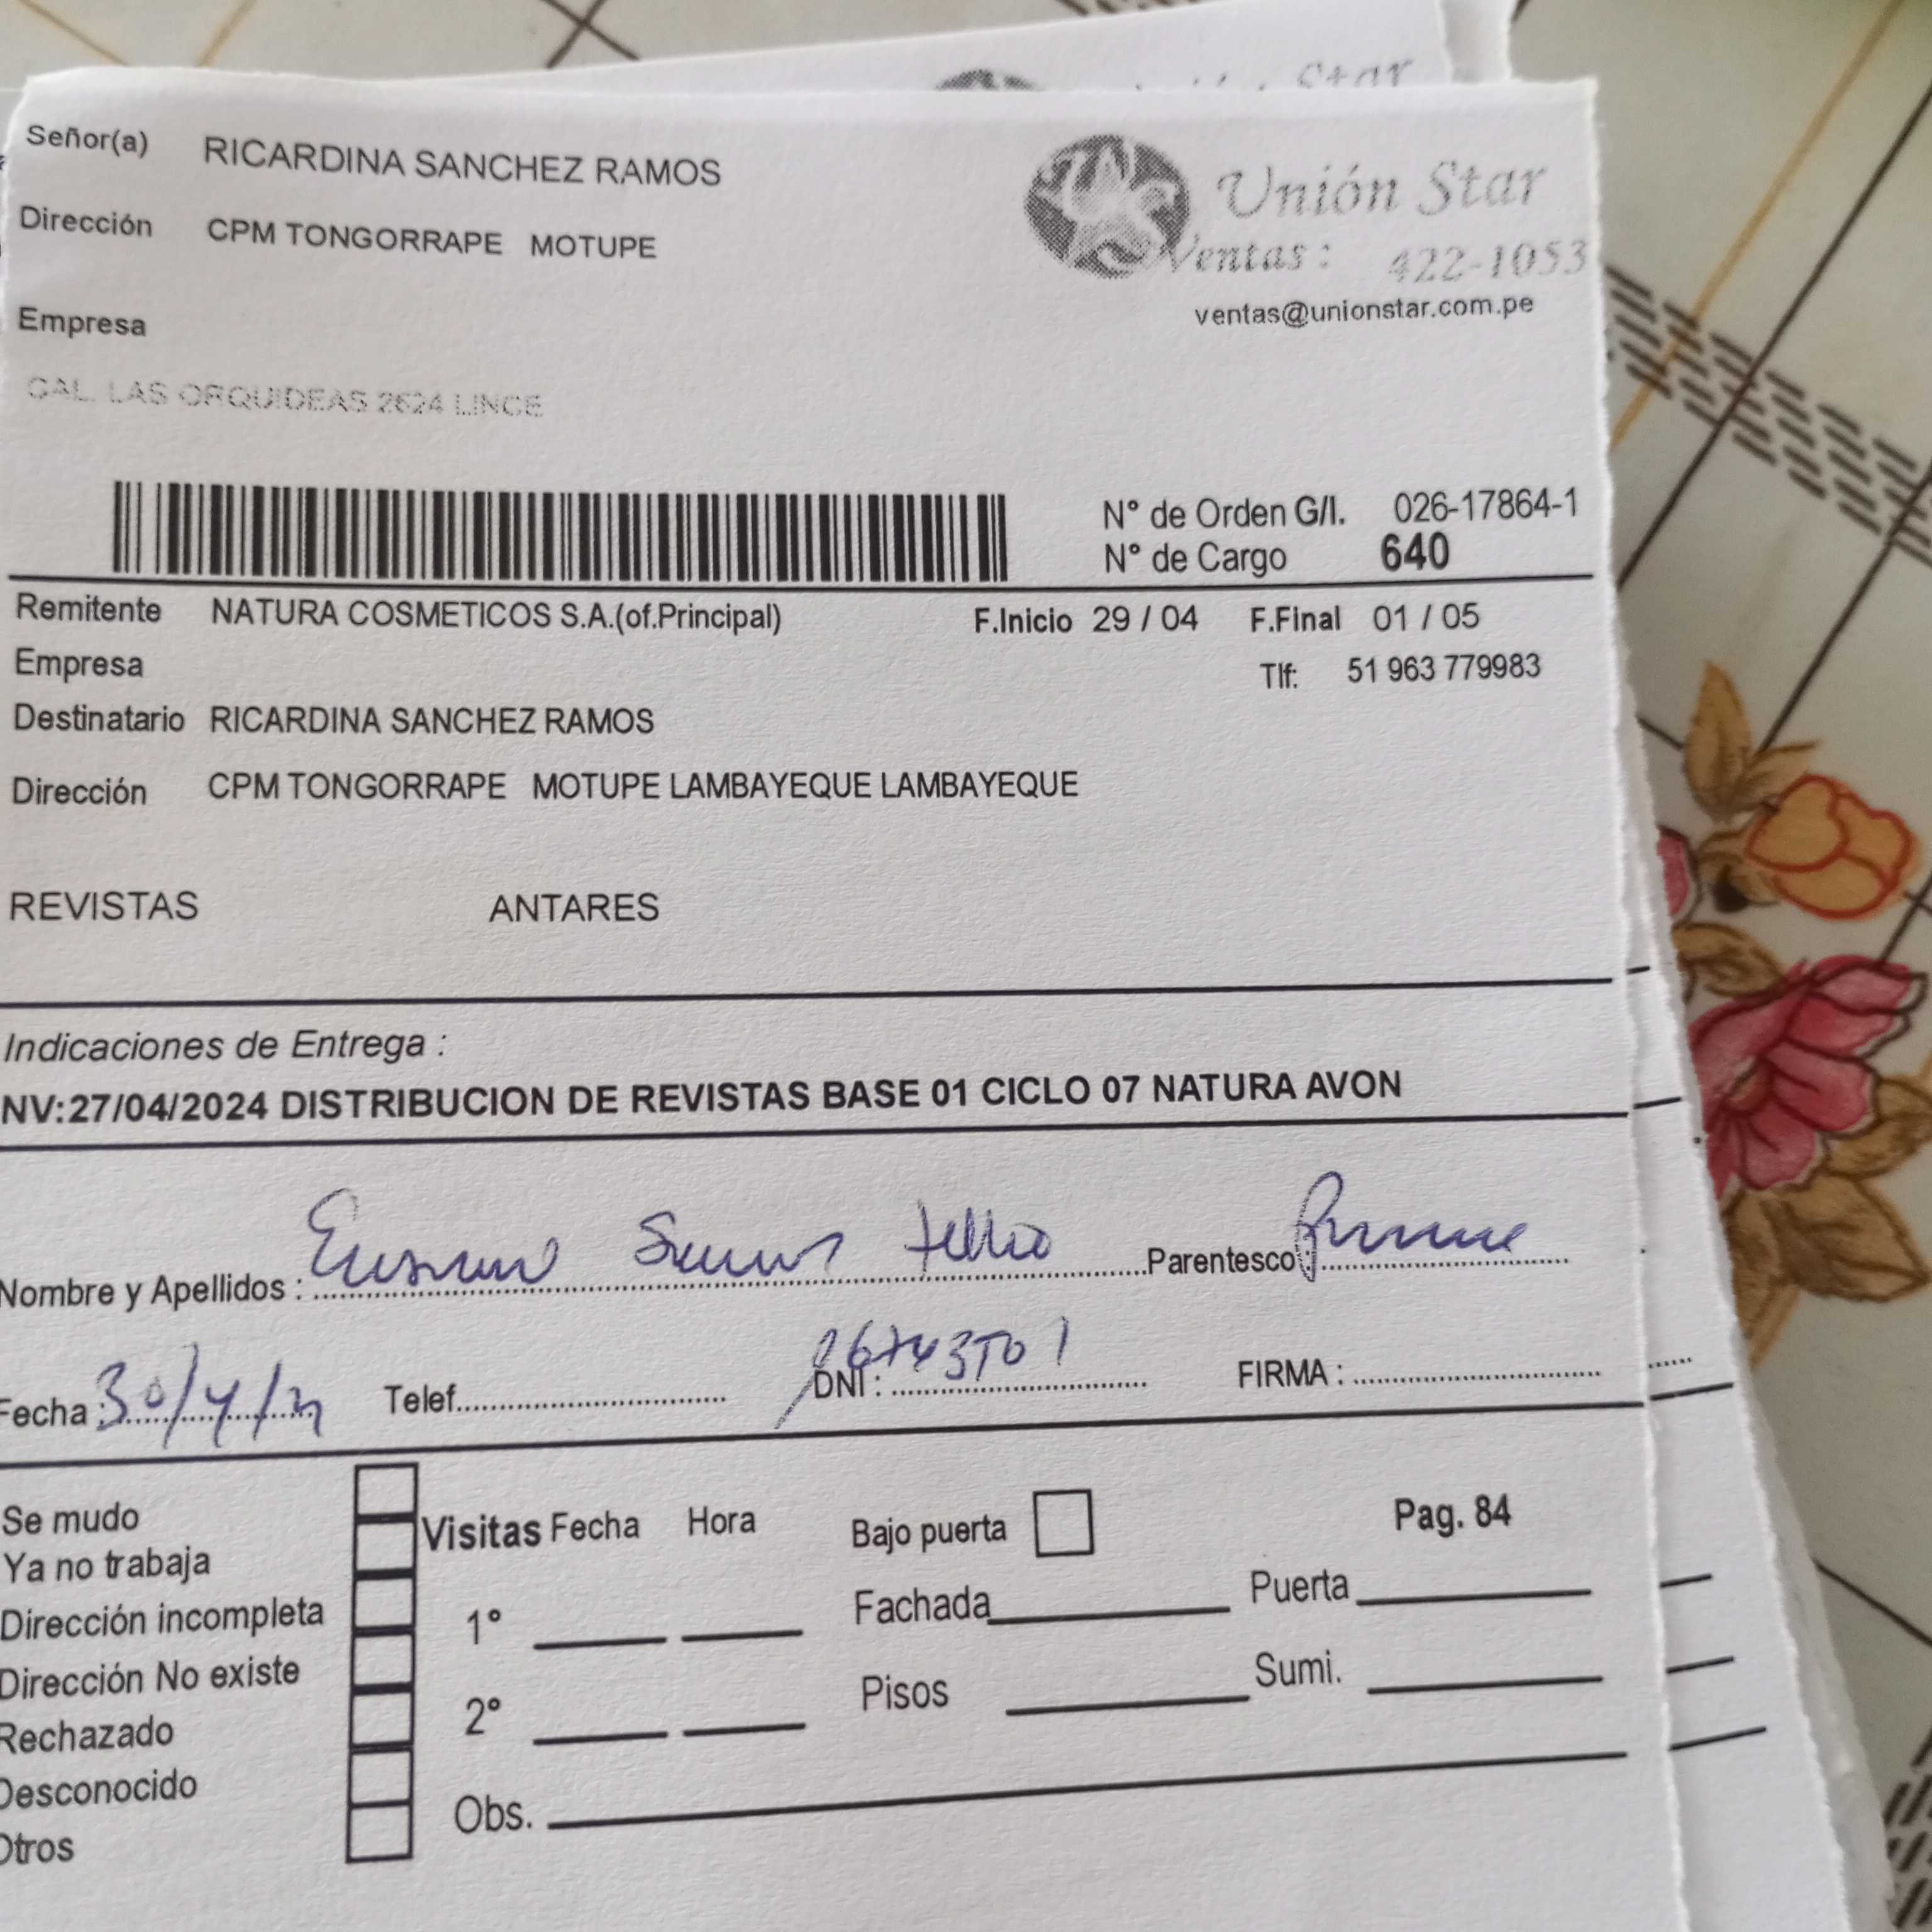 Star
Señor(a) RICARDINA SANCHEZ RAMOS
Unión Star
Dirección CPM TONGORRAPE MOTUPE
Ventas: 422-1053
ventas@unionstar.com.pe
Empresa
CAL. LAS ORQUIDEAS 2624 LINCE
N° de Orden G/I. 026-17864-1
N° de Cargo 640
Remitente NATURA COSMETICOS S.A.(of.Principal) F.Inicio 29 / 04 F.Final 01 / 05
Empresa Tlf: 51 963 779983
Destinatario RICARDINA SANCHEZ RAMOS
Dirección CPM TONGORRAPE MOTUPE LAMBAYEQUE LAMBAYEQUE
REVISTAS ANTARES
Indicaciones de Entrega :
NV:27/04/2024 DISTRIBUCION DE REVISTAS BASE 01 CICLO 07 NATURA AVON
Nombre y Apellidos : Tello Parentesco :
Fecha : 30/4/ Telef. DNI : FIRMA :
Se mudo
Ya no trabaja
Dirección incompleta
Dirección No existe
Rechazado
Desconocido
Otros
Visitas Fecha Hora
1°
2°
Obs.
Bajo puerta Pag. 84
Fachada Puerta
Pisos Sumi.